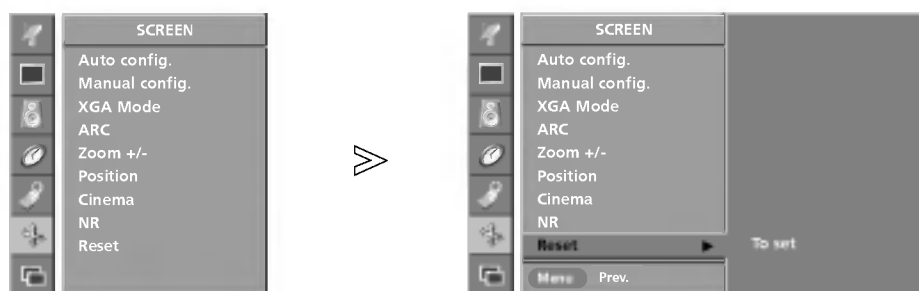 SCREEN
Auto config.
Manual config.
XGA Mode
ARC
Zoom +/-
Position
Cinema
NR
Reset
SCREEN
Auto config.
Manual config.
XGA Mode
ARC
Zoom +/-
Position
Cinema
NR
Reset ▶ To set
Menu Prev.